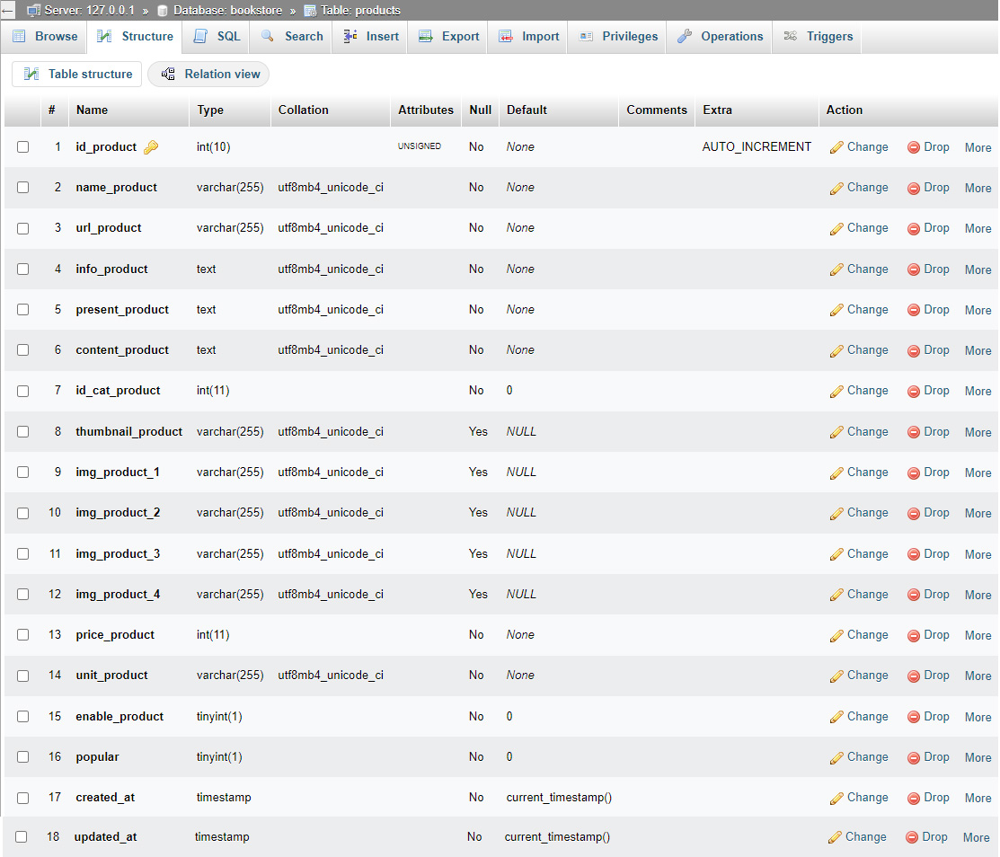 Server: 127.0.0.1 » Database: bookstore » Table: products
Browse Structure SQL Search Insert Export Import Privileges Operations Triggers
Table structure Relation view
# Name Type Collation Attributes Null Default Comments Extra Action
1 id_product int(10) UNSIGNED No None AUTO_INCREMENT Change Drop More
2 name_product varchar(255) utf8mb4_unicode_ci No None Change Drop More
3 url_product varchar(255) utf8mb4_unicode_ci No None Change Drop More
4 info_product text utf8mb4_unicode_ci No None Change Drop More
5 present_product text utf8mb4_unicode_ci No None Change Drop More
6 content_product text utf8mb4_unicode_ci No None Change Drop More
7 id_cat_product int(11) No 0 Change Drop More
8 thumbnail_product varchar(255) utf8mb4_unicode_ci Yes NULL Change Drop More
9 img_product_1 varchar(255) utf8mb4_unicode_ci Yes NULL Change Drop More
10 img_product_2 varchar(255) utf8mb4_unicode_ci Yes NULL Change Drop More
11 img_product_3 varchar(255) utf8mb4_unicode_ci Yes NULL Change Drop More
12 img_product_4 varchar(255) utf8mb4_unicode_ci Yes NULL Change Drop More
13 price_product int(11) No None Change Drop More
14 unit_product varchar(255) utf8mb4_unicode_ci No None Change Drop More
15 enable_product tinyint(1) No 0 Change Drop More
16 popular tinyint(1) No 0 Change Drop More
17 created_at timestamp No current_timestamp() Change Drop More
18 updated_at timestamp No current_timestamp() Change Drop More